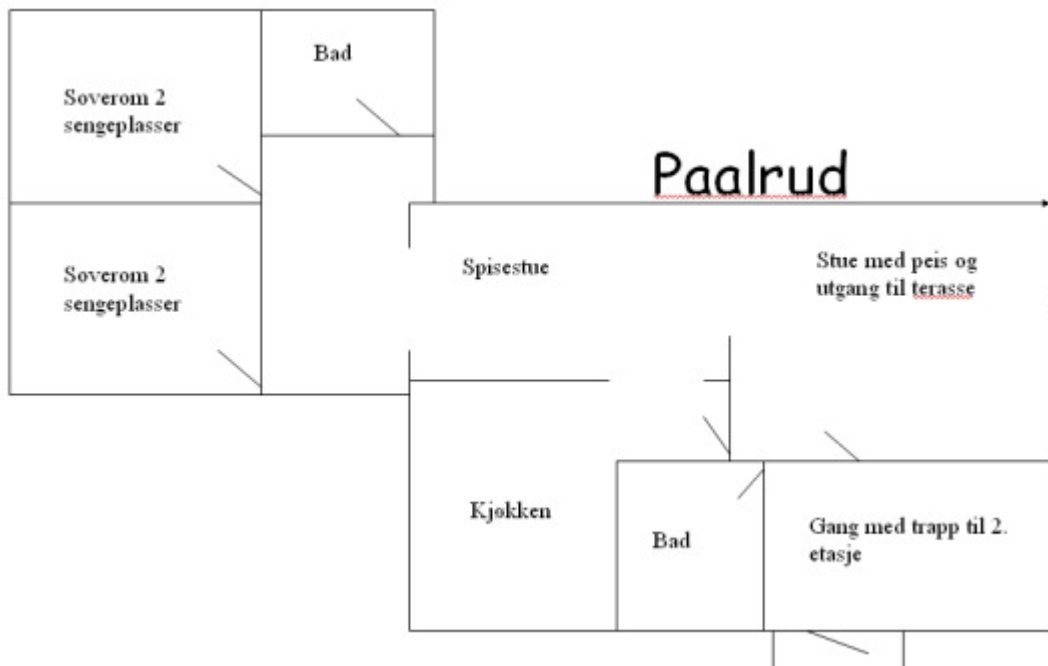 Bad
Soverom 2
sengeplasser
Paalrud
Soverom 2
sengeplasser
Spisestue
Stue med peis og
utgang til terasse
Kjøkken
Bad
Gang med trapp til 2.
etasje